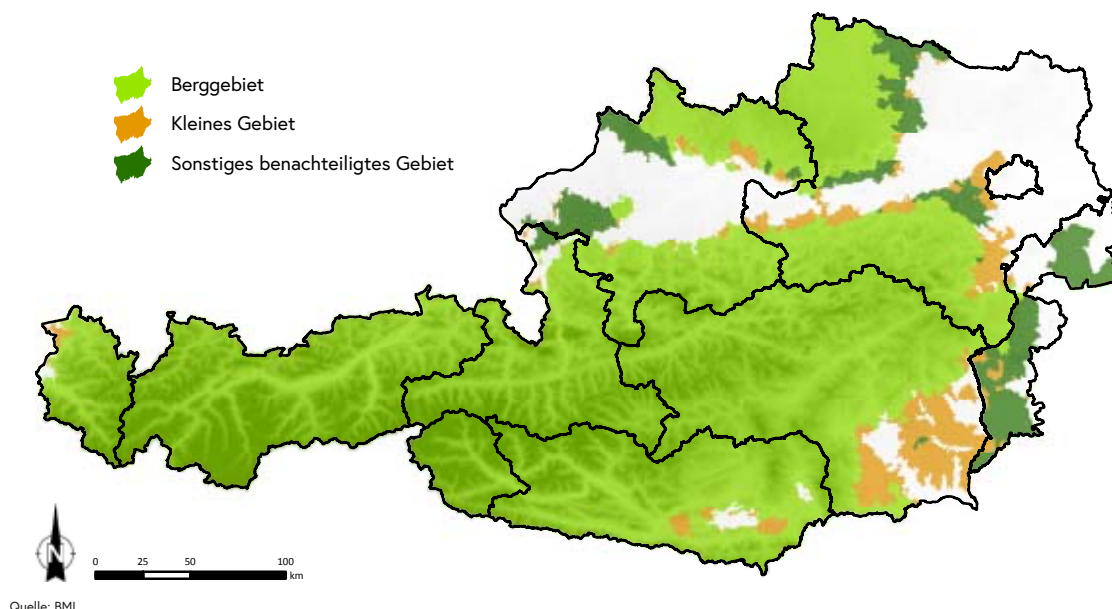 Berggebiet
Kleines Gebiet
Sonstiges benachteiligtes Gebiet
N
0 25 50 100
km
Quelle: BML